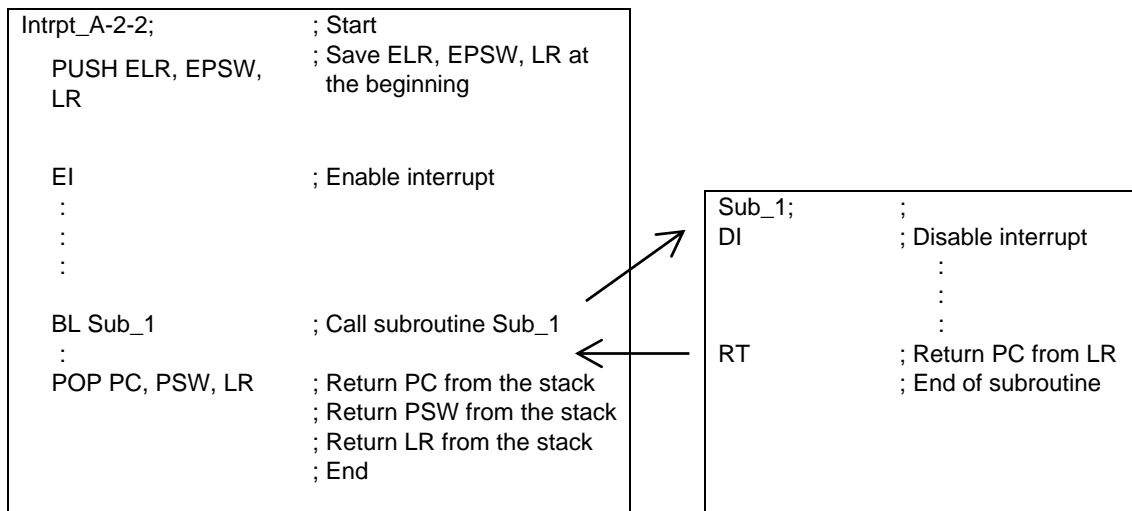 Intrpt_A-2-2; ; Start
PUSH ELR, EPSW, ; Save ELR, EPSW, LR at
LR the beginning
EI ; Enable interrupt
:
:
:
BL Sub_1 ; Call subroutine Sub_1
:
POP PC, PSW, LR ; Return PC from the stack
; Return PSW from the stack
; Return LR from the stack
; End
Sub_1; ;
DI ; Disable interrupt
:
:
:
RT ; Return PC from LR
; End of subroutine